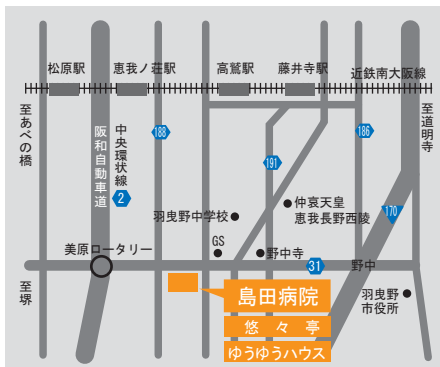 松原駅
恵我ノ荘駅
高鷲駅
藤井寺駅
近鉄南大阪線
至あべの橋
阪和自動車道
中央環状線
2
188
191
186
至道明寺
170
羽曳野中学校
仲哀天皇
恵我長野西陵
美原ロータリー
GS
野中寺
31
野中
至堺
島田病院
悠々亭
ゆうゆうハウス
羽曳野
市役所